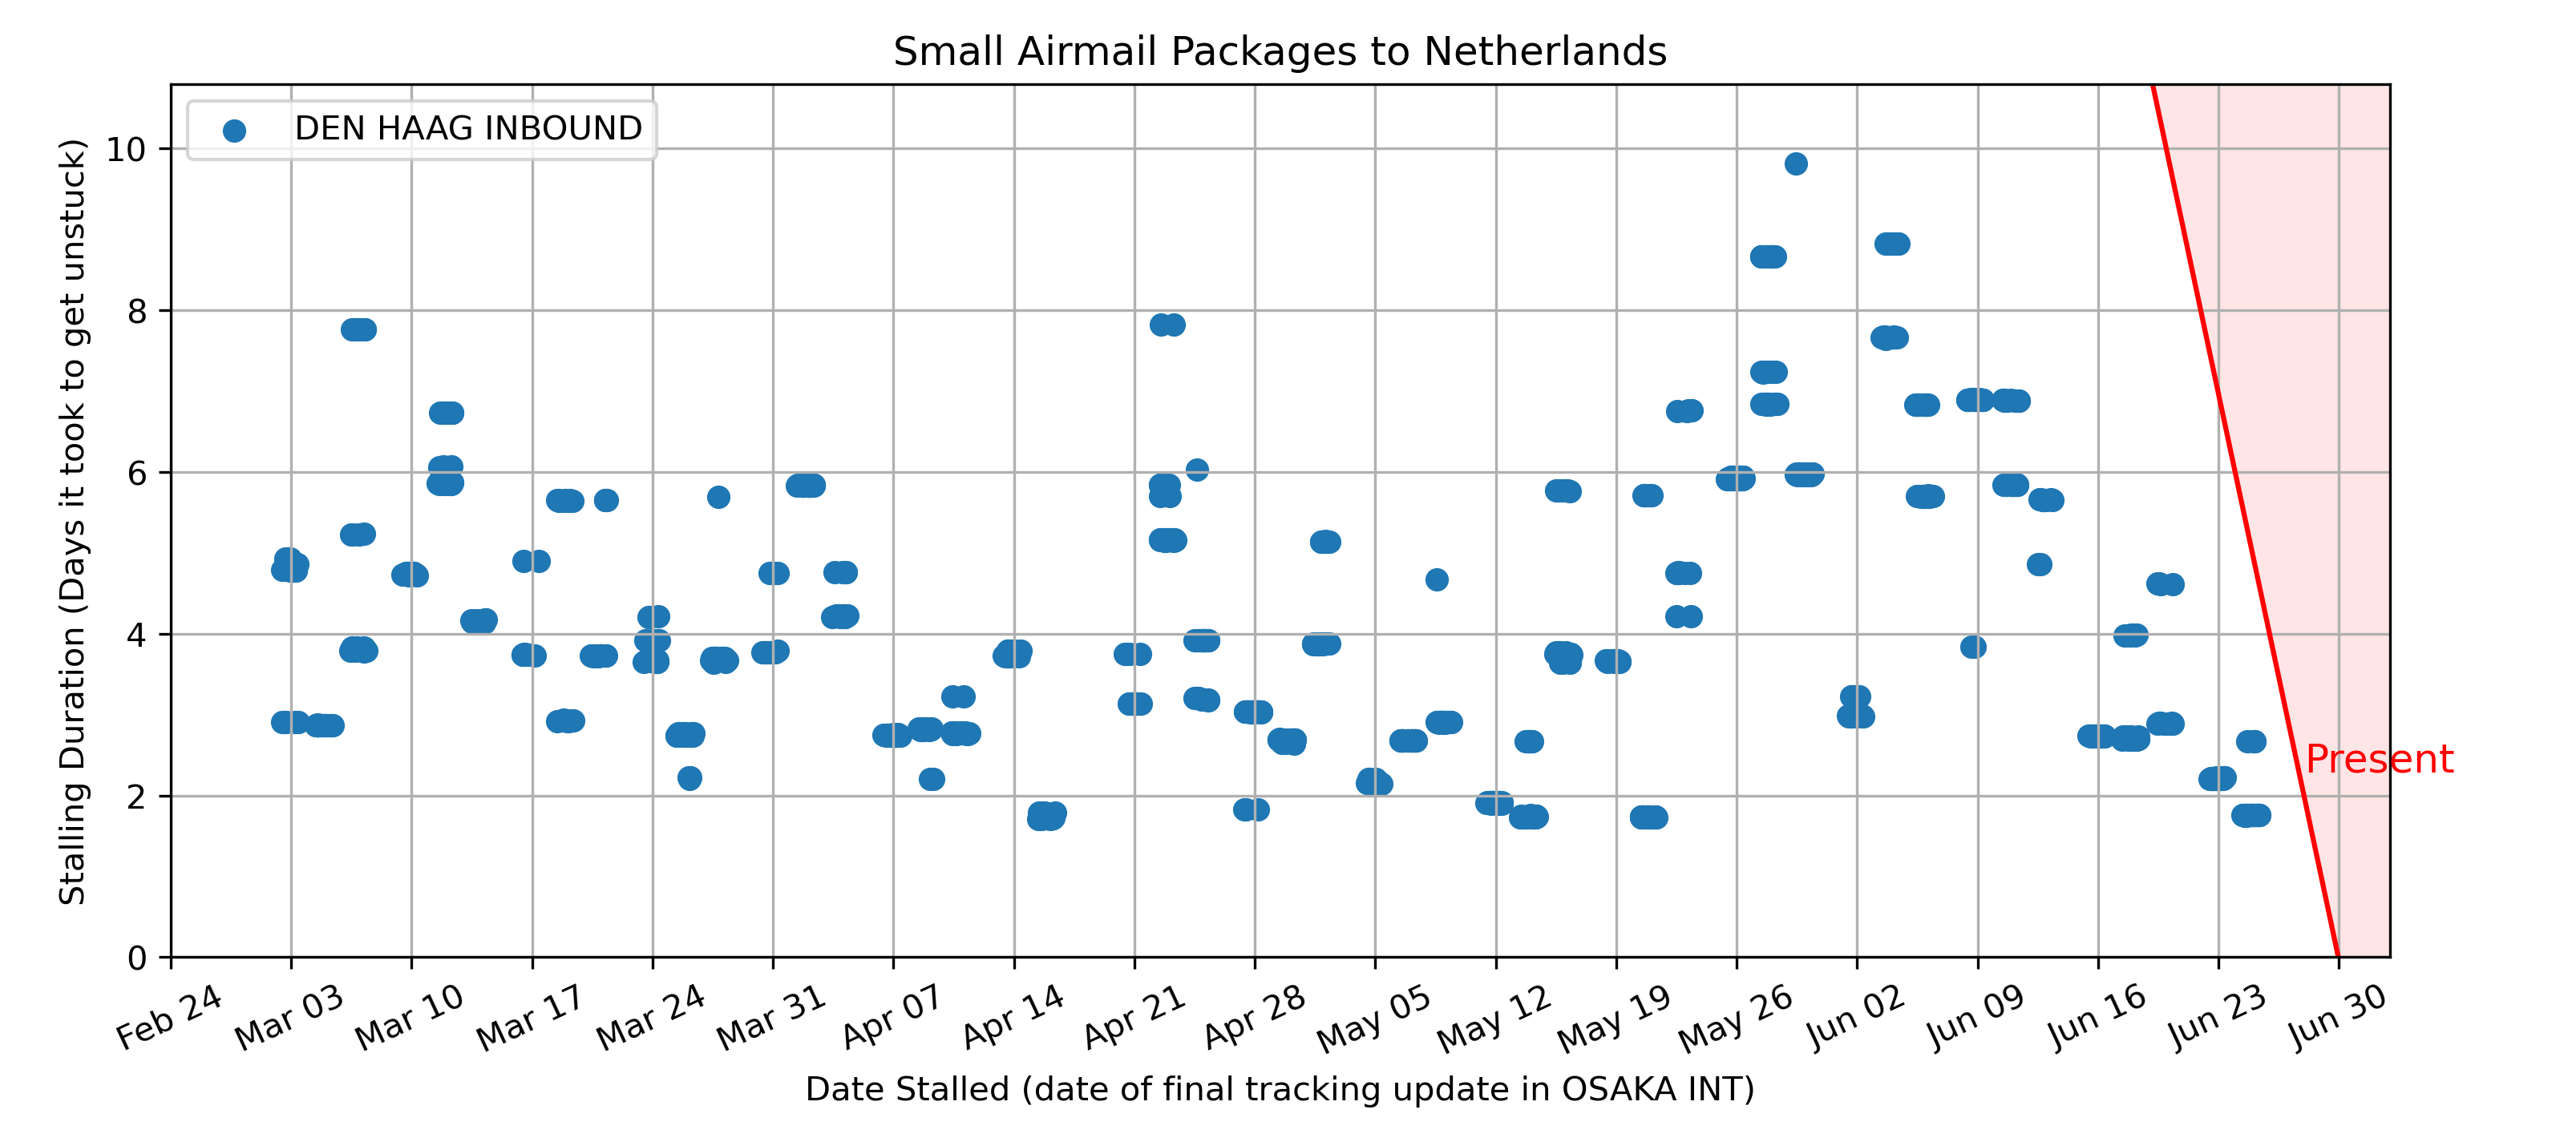 Small Airmail Packages to Netherlands
DEN HAAG INBOUND
Stalling Duration (Days it took to get unstuck)
10
8
6
4
2
0
Present
Feb 24
Mar 03
Mar 10
Mar 17
Mar 24
Mar 31
Apr 07
Apr 14
Apr 21
Apr 28
May 05
May 12
May 19
May 26
Jun 02
Jun 09
Jun 16
Jun 23
Jun 30
Date Stalled (date of final tracking update in OSAKA INT)